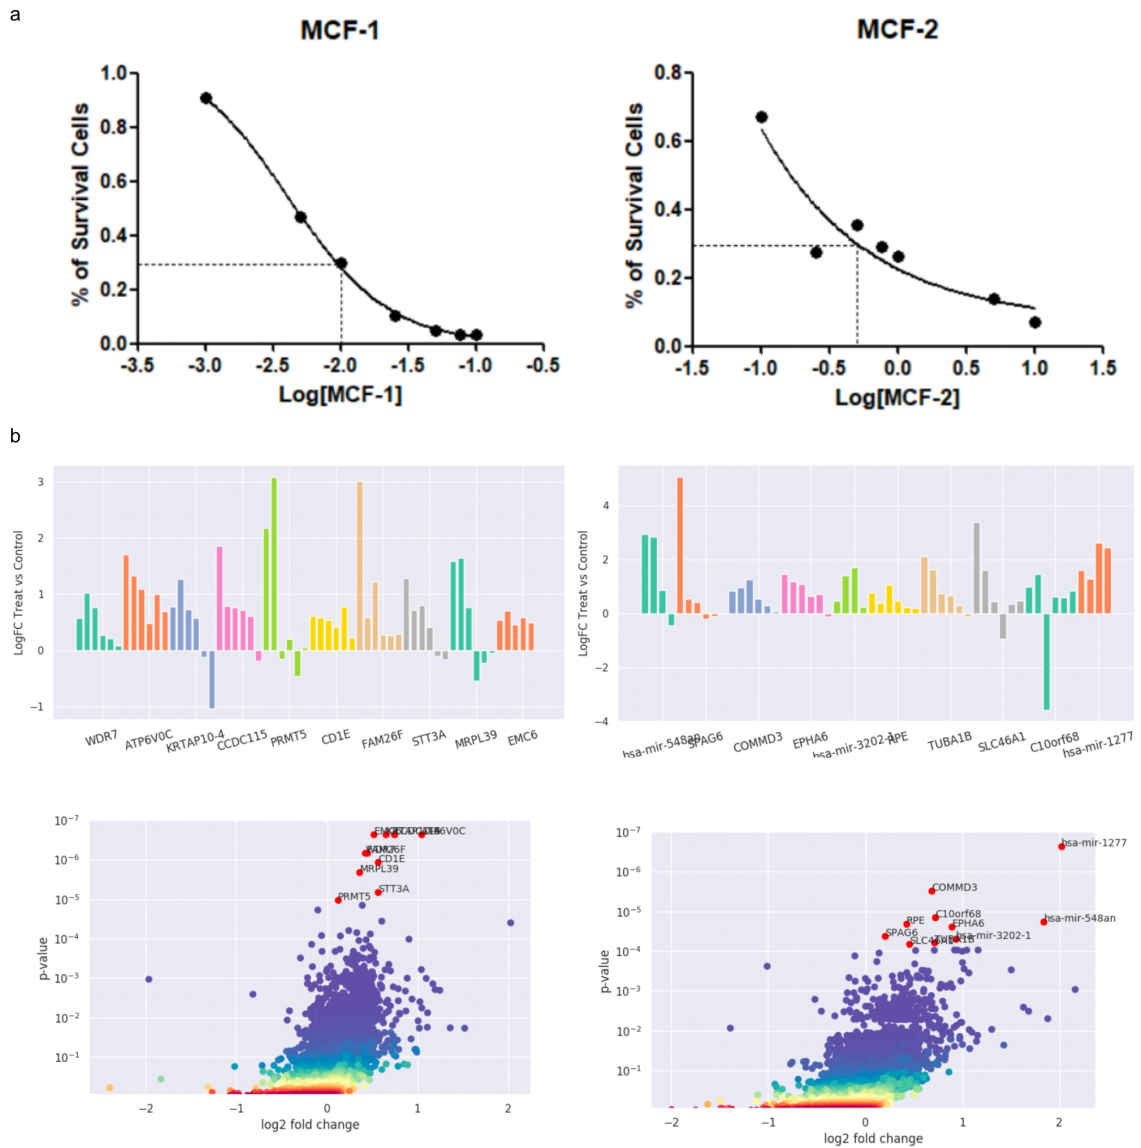 a
MCF-1
MCF-2
% of Survival Cells
1.0
0.8
0.6
0.4
0.2
0.0
-3.5 -3.0 -2.5 -2.0 -1.5 -1.0 -0.5
Log[MCF-1]
% of Survival Cells
0.8
0.6
0.4
0.2
0.0
-1.5 -1.0 -0.5 0.0 0.5 1.0 1.5
Log[MCF-2]
b
LogFC Treat vs Control
3
2
1
0
−1
WDR7 ATP6V0C KRTAP10-4 CCDC115 PRMT5 CD1E FAM26F STT3A MRPL39 EMC6
LogFC Treat vs Control
4
2
0
−2
−4
hsa-mir-548an SPAG6 COMMD3 EPHA6 hsa-mir-3202-1 RPE TUBA1B SLC46A1 C10orf68 hsa-mir-1277
p-value
10⁻⁷
10⁻⁶
10⁻⁵
10⁻⁴
10⁻³
10⁻²
10⁻¹
ATP6V0C
FAM26F
CD1E
MRPL39
STT3A
PRMT5
−2 −1 0 1 2
log2 fold change
p-value
10⁻⁷
10⁻⁶
10⁻⁵
10⁻⁴
10⁻³
10⁻²
10⁻¹
hsa-mir-1277
COMMD3
C10orf68
hsa-mir-548an
RPE
EPHA6
SPAG6
hsa-mir-3202-1
SLC46A1
TUBA1B
−2 −1 0 1 2
log2 fold change